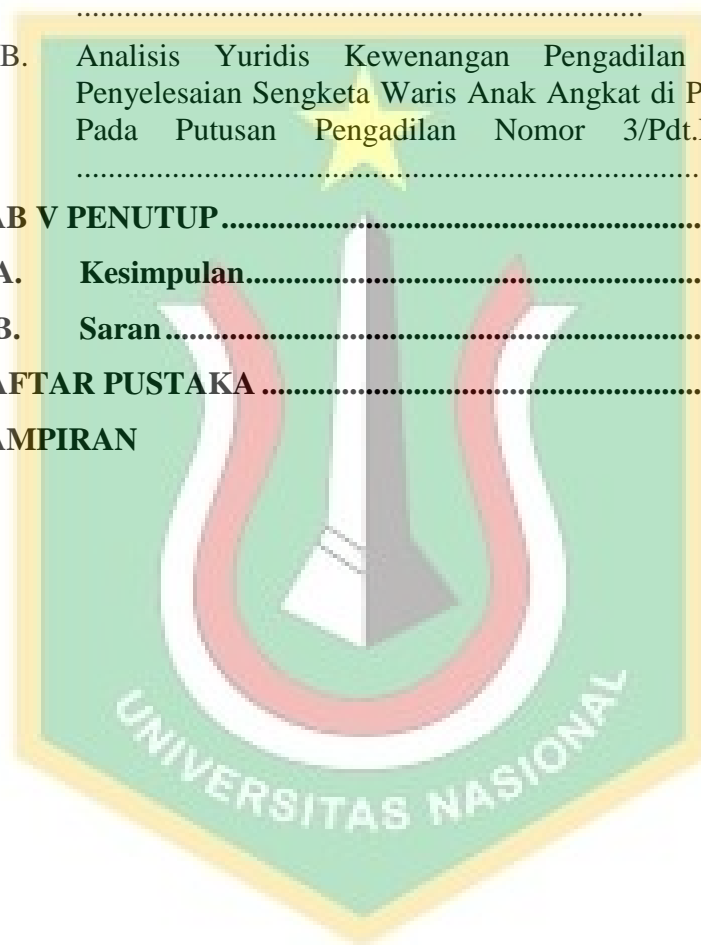 ............................................................................
B. Analisis Yuridis Kewenangan Pengadilan
Penyelesaian Sengketa Waris Anak Angkat di P
Pada Putusan Pengadilan Nomor 3/Pdt.
....................................................................................
AB V PENUTUP.............................................................
A. Kesimpulan..........................................................
B. Saran.....................................................................
AFTAR PUSTAKA ........................................................
AMPIRAN
UNIVERSITAS NASIONAL